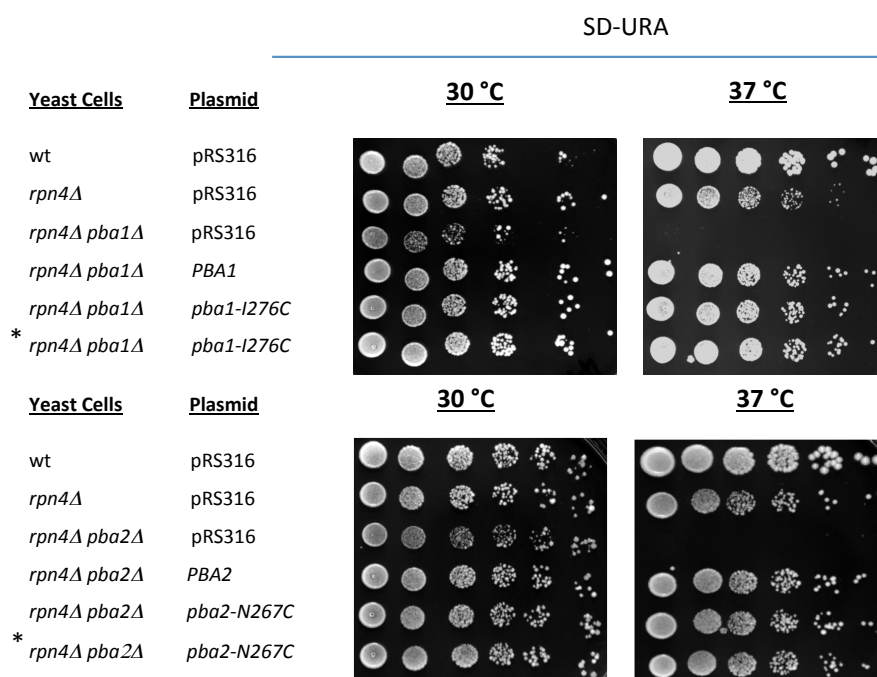 SD-URA
Yeast Cells Plasmid 30 °C 37 °C
wt pRS316
rpn4Δ pRS316
rpn4Δ pba1Δ pRS316
rpn4Δ pba1Δ PBA1
rpn4Δ pba1Δ pba1-I276C
* rpn4Δ pba1Δ pba1-I276C
Yeast Cells Plasmid 30 °C 37 °C
wt pRS316
rpn4Δ pRS316
rpn4Δ pba2Δ pRS316
rpn4Δ pba2Δ PBA2
rpn4Δ pba2Δ pba2-N267C
* rpn4Δ pba2Δ pba2-N267C